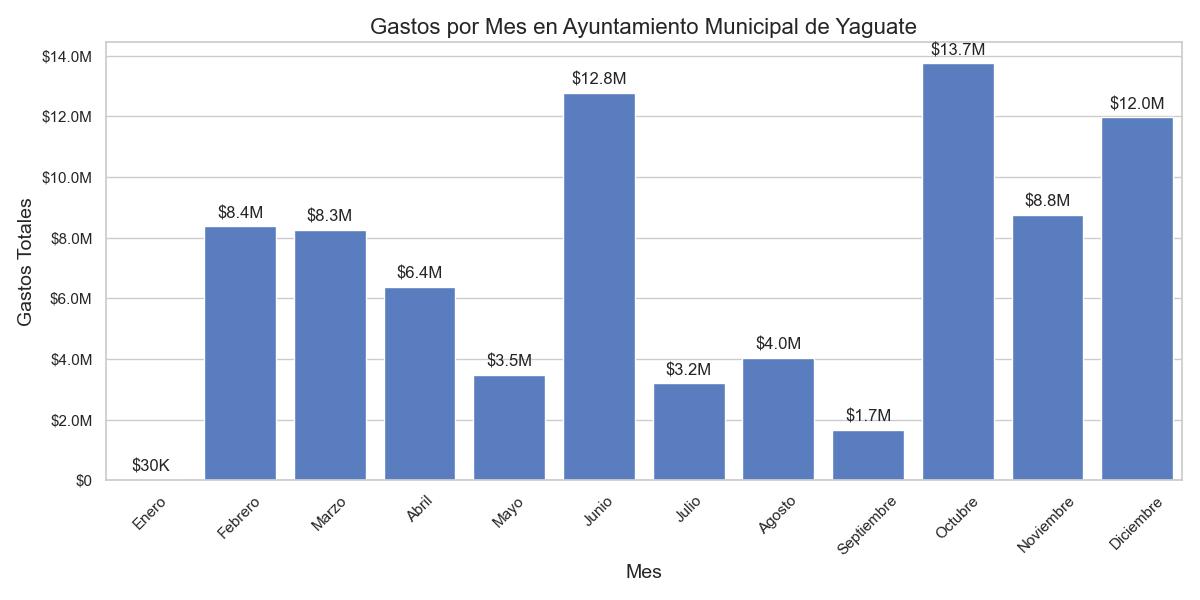 Gastos por Mes en Ayuntamiento Municipal de Yaguate
Gastos Totales
$14.0M
$12.0M
$10.0M
$8.0M
$6.0M
$4.0M
$2.0M
$0
$30K
$8.4M
$8.3M
$6.4M
$3.5M
$12.8M
$3.2M
$4.0M
$1.7M
$13.7M
$8.8M
$12.0M
Enero
Febrero
Marzo
Abril
Mayo
Junio
Julio
Agosto
Septiembre
Octubre
Noviembre
Diciembre
Mes